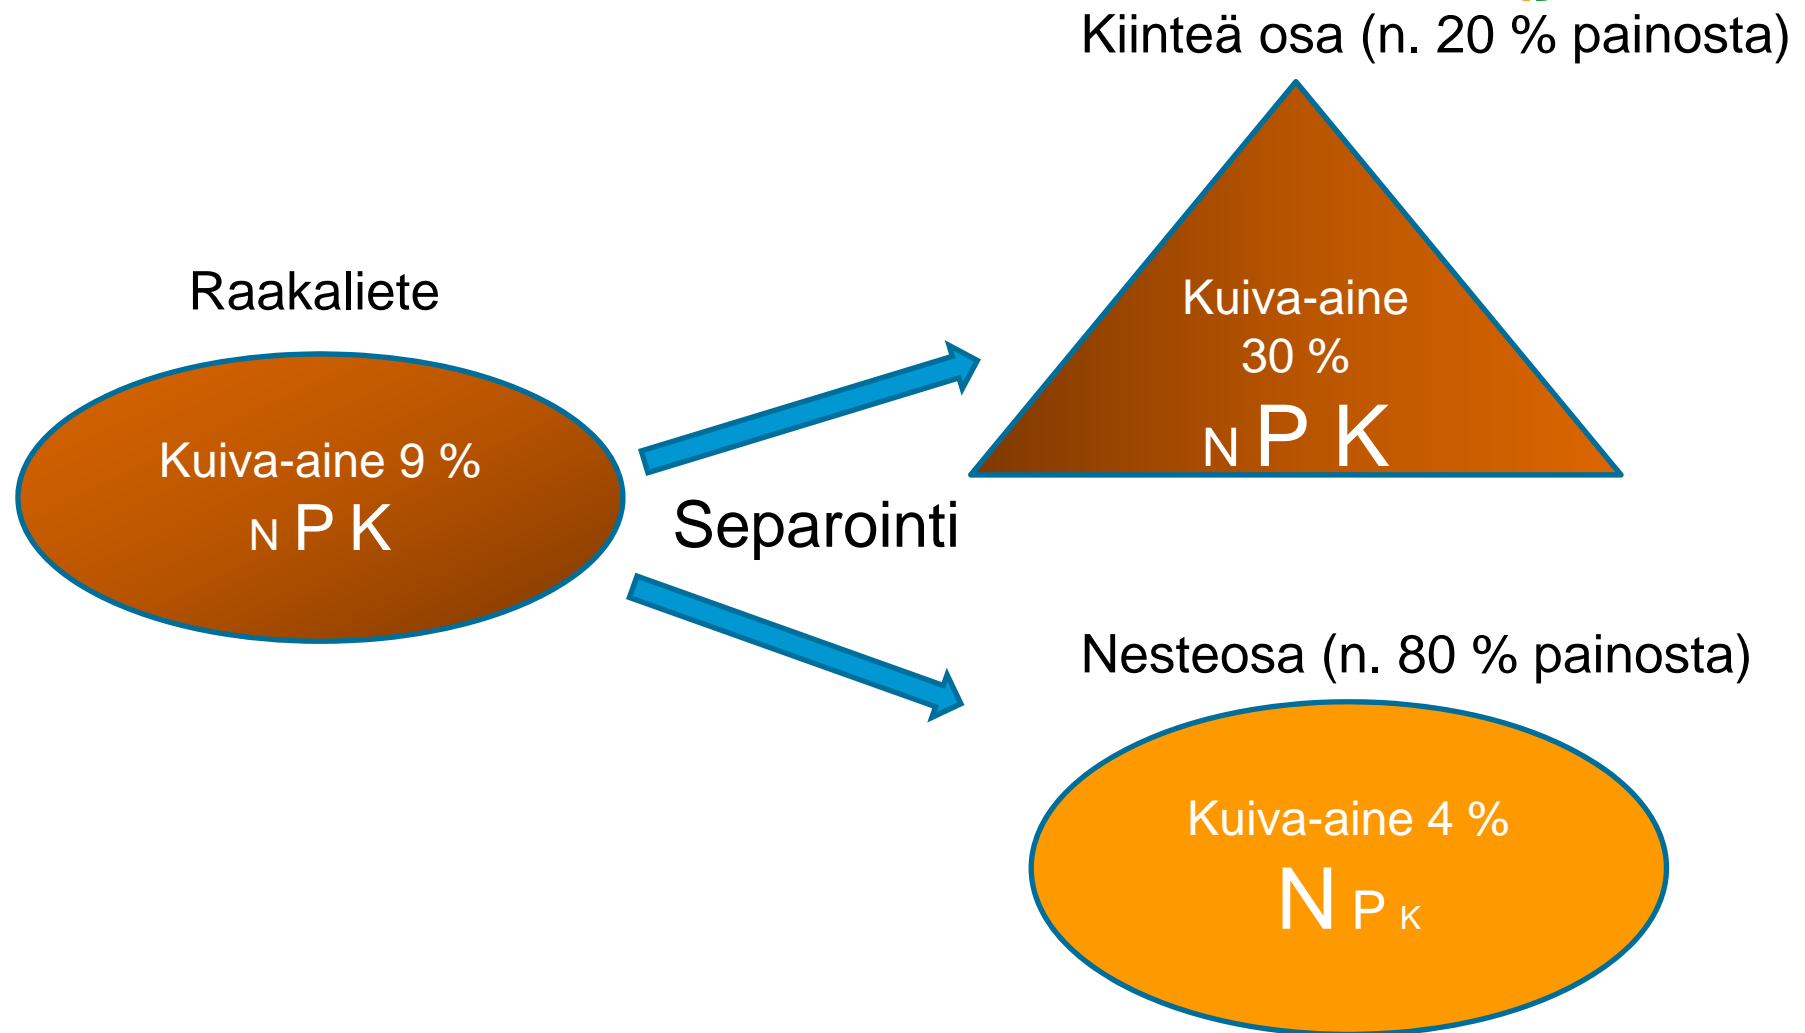 Kiinteä osa (n. 20 % painosta)
Raakaliete
Kuiva-aine 9 %
N P K
Separointi
Kuiva-aine
30 %
N P K
Nesteosa (n. 80 % painosta)
Kuiva-aine 4 %
N P K